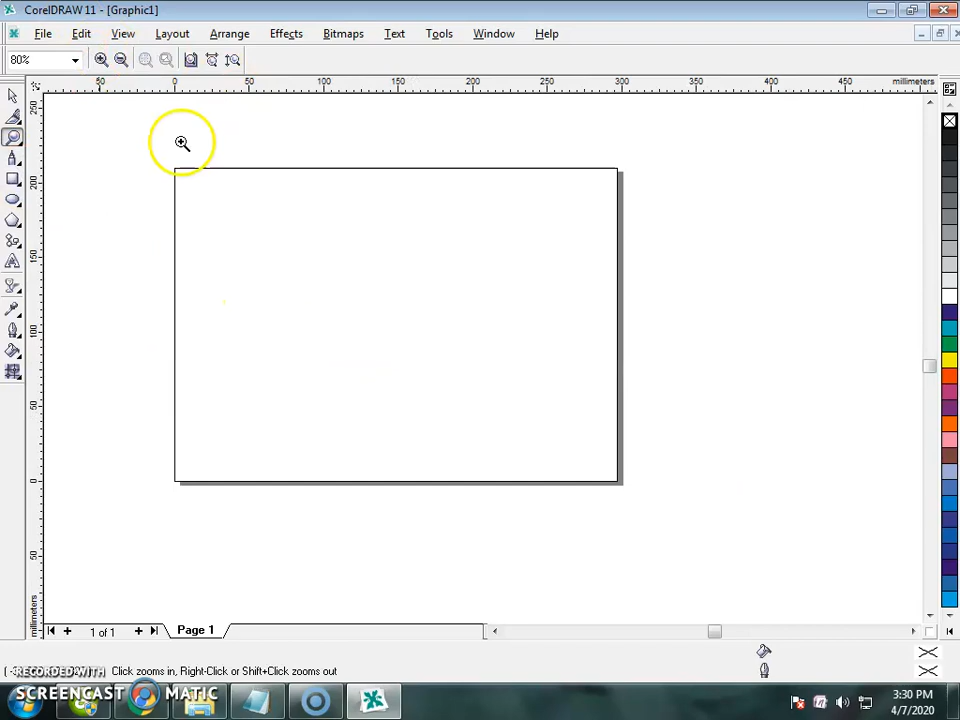 CorelDRAW 11 - [Graphic1]
File Edit View Layout Arrange Effects Bitmaps Text Tools Window Help
80%
50 0 50 100 150 200 250 300 350 400 450 millimeters
250
200
150
100
50
0
50
millimeters
1 of 1 Page 1
Click zooms in, Right-Click or Shift+Click zooms out
RECORDED WITH
SCREENCAST MATIC
3:30 PM
4/7/2020